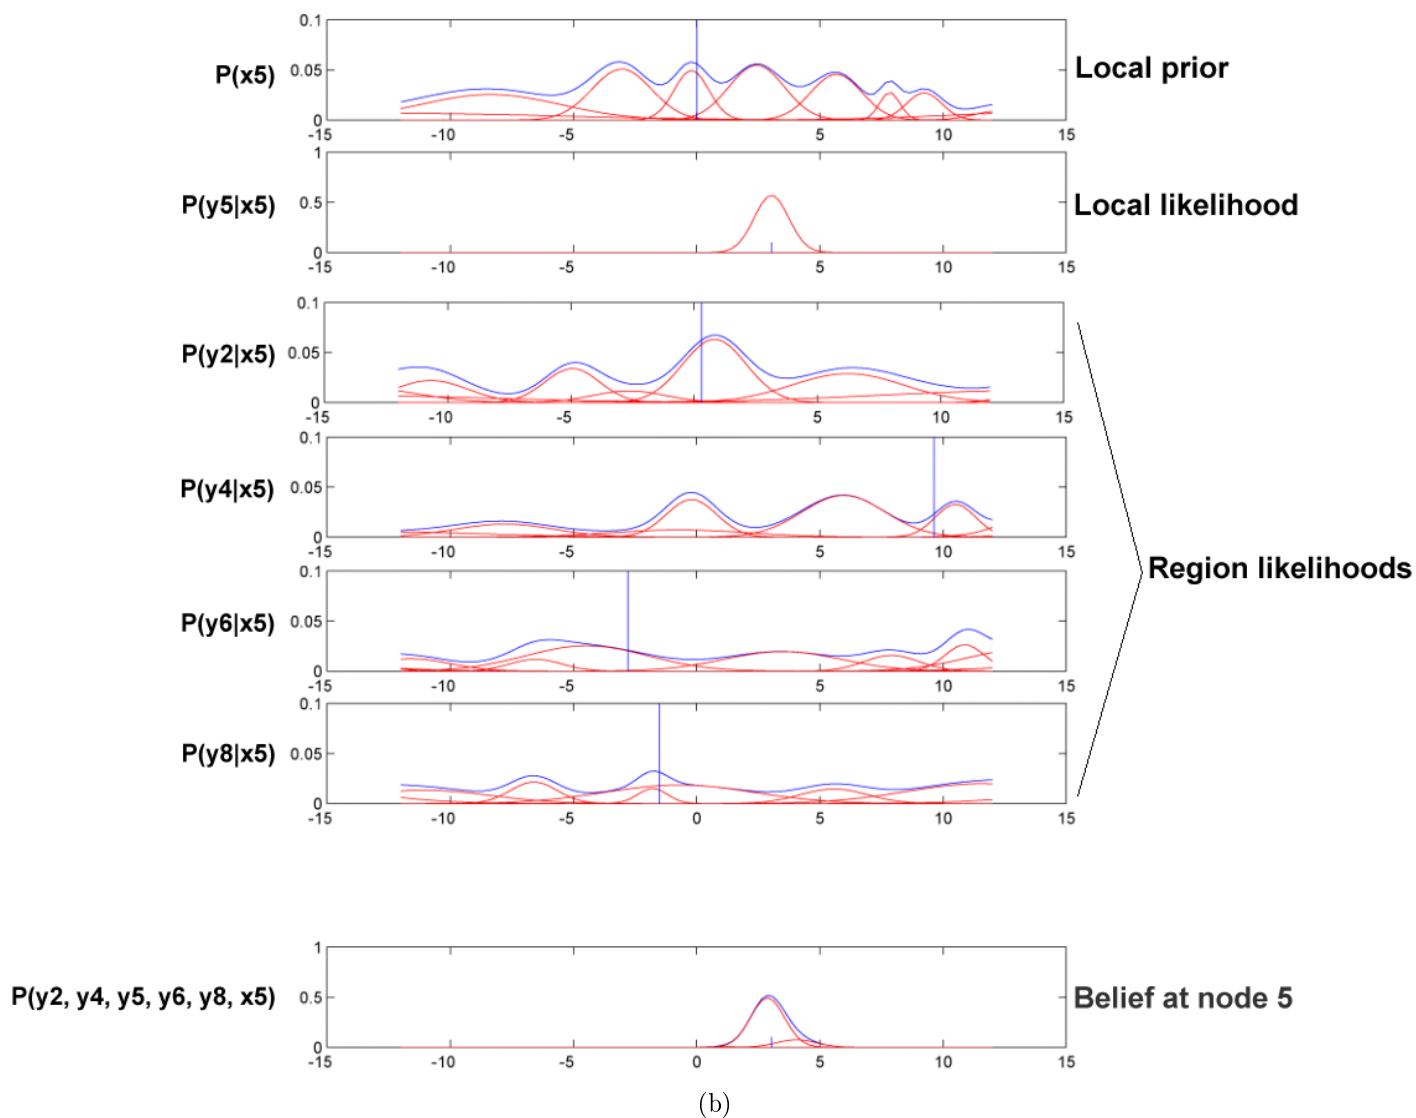 P(x5)
0.1
0.05
0
-15 -10 -5 0 5 10 15
Local prior
P(y5|x5)
1
0.5
0
-15 -10 -5 5 10 15
Local likelihood
P(y2|x5)
0.1
0.05
0
-15 -10 -5 0 5 10 15
P(y4|x5)
0.1
0.05
0
-15 -10 -5 0 5 10 15
Region likelihoods
P(y6|x5)
0.1
0.05
0
-15 -10 -5 0 5 10 15
P(y8|x5)
0.1
0.05
0
-15 -10 -5 0 5 10 15
P(y2, y4, y5, y6, y8, x5)
1
0.5
0
-15 -10 -5 0 5 10 15
Belief at node 5
(b)